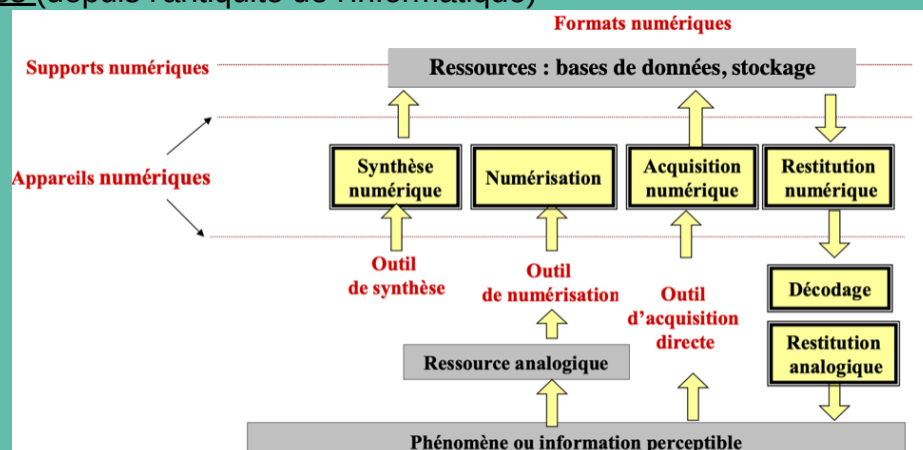 (depuis l'antiquité de l'informatique)
Formats numériques
Supports numériques
Ressources : bases de données, stockage
Appareils numériques
Synthèse
numérique
Numérisation
Acquisition
numérique
Restitution
numérique
Outil
de synthèse
Outil
de numérisation
Outil
d'acquisition
directe
Décodage
Restitution
analogique
Ressource analogique
Phénomène ou information perceptible